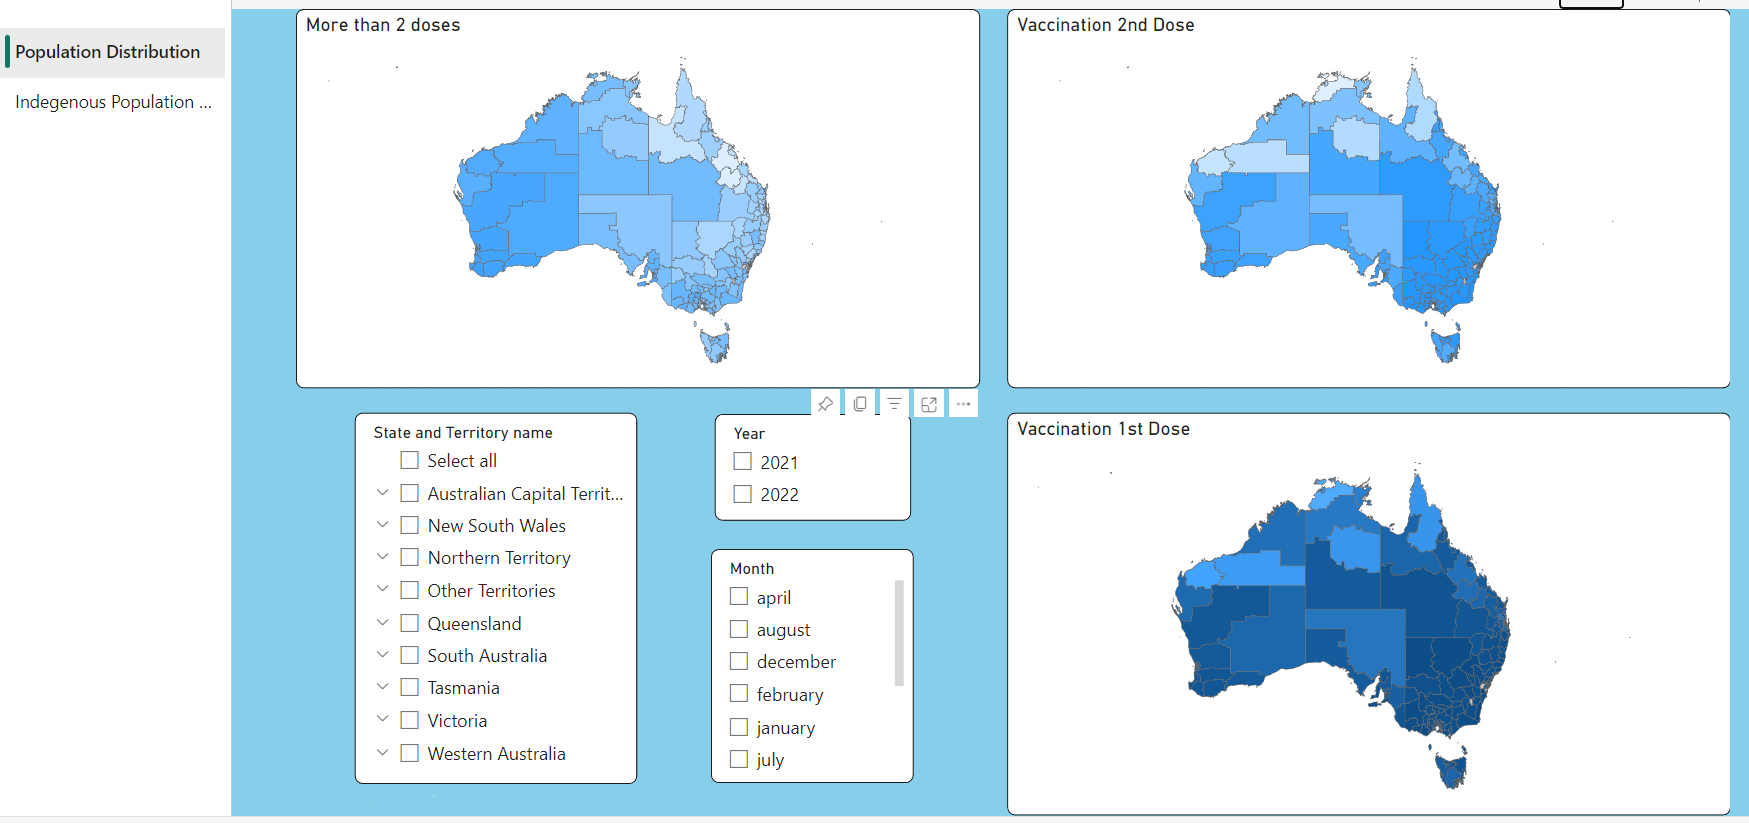 Population Distribution
Indegenous Population ...
More than 2 doses
Vaccination 2nd Dose
State and Territory name
Select all
Australian Capital Territ...
New South Wales
Northern Territory
Other Territories
Queensland
South Australia
Tasmania
Victoria
Western Australia
Year
2021
2022
Month
april
august
december
february
january
july
Vaccination 1st Dose